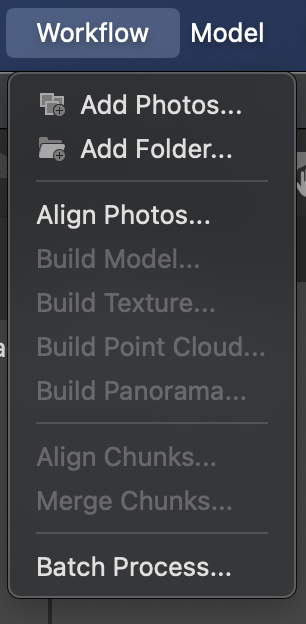 Workflow Model
Add Photos...
Add Folder...
Align Photos...
Build Model...
Build Texture...
Build Point Cloud...
Build Panorama...
Align Chunks...
Merge Chunks...
Batch Process...
a